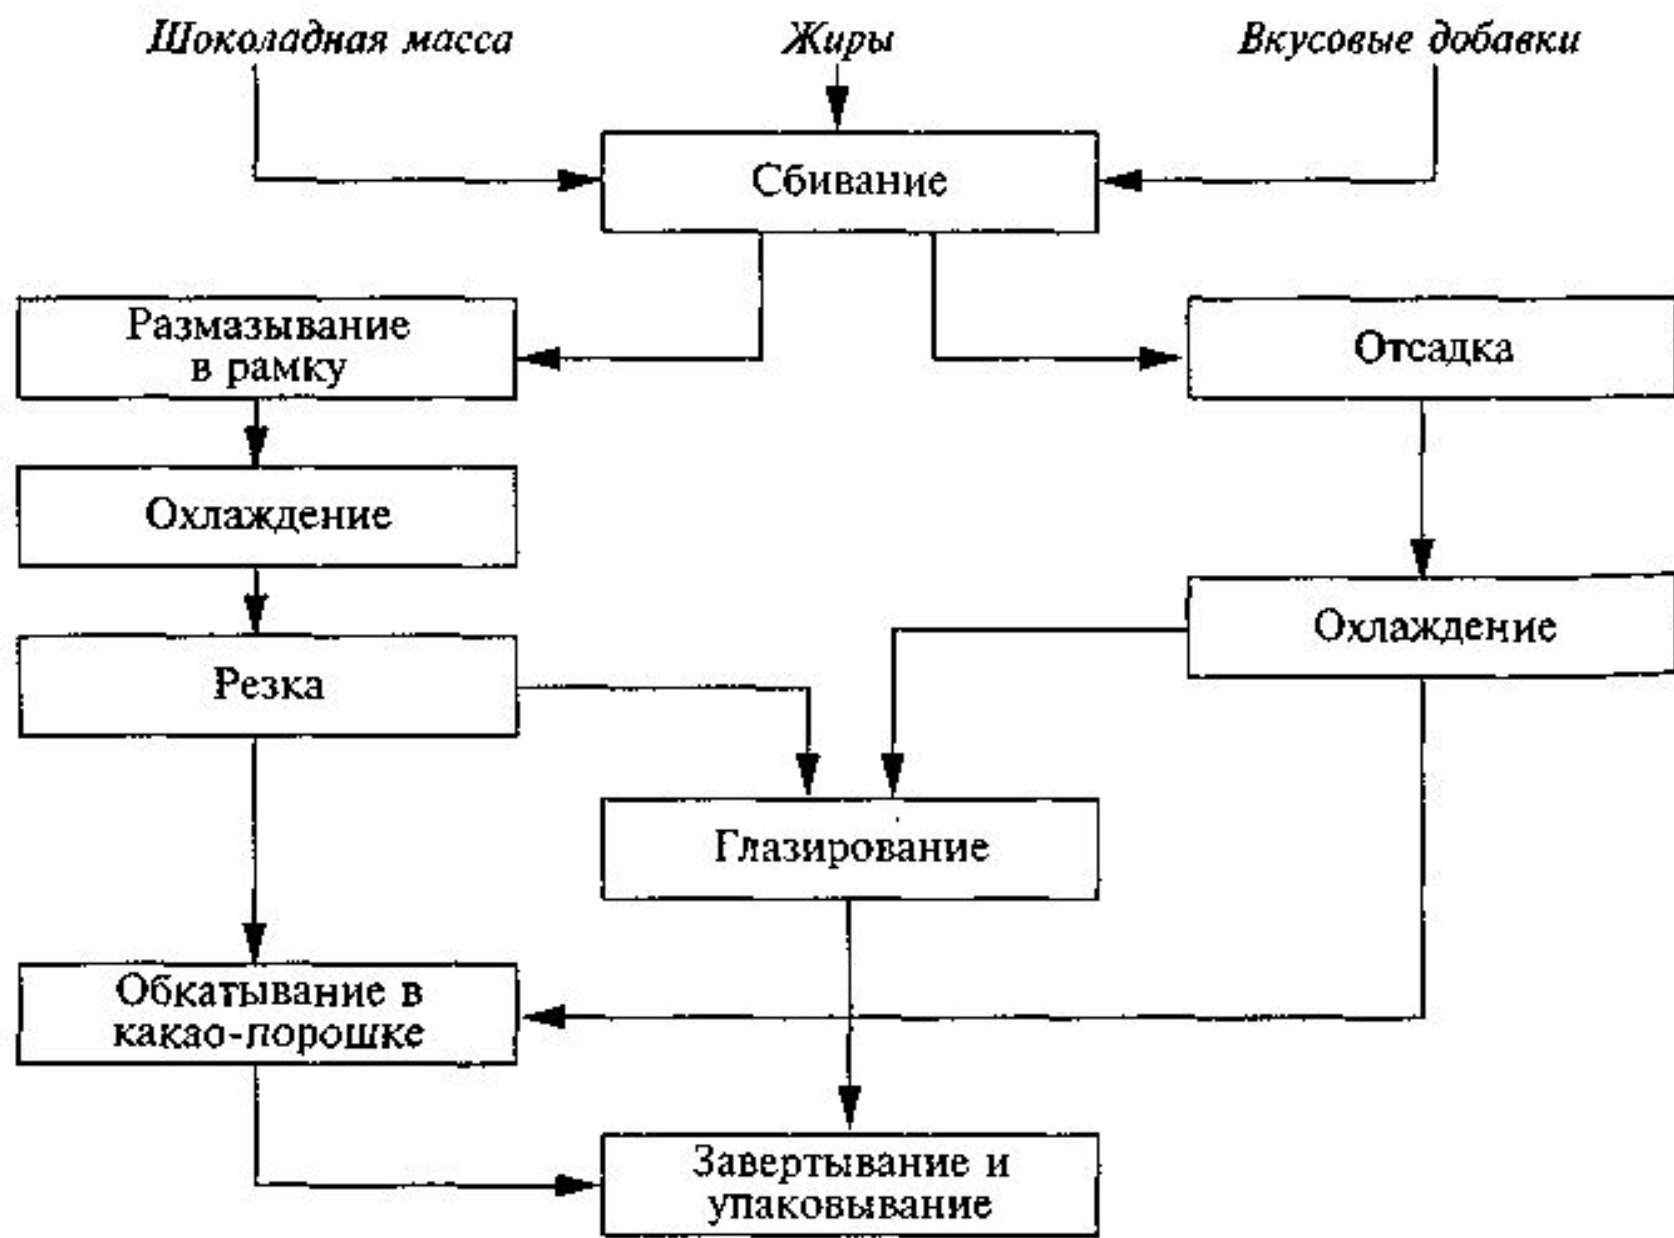 Шоколадная масса
Жиры
Вкусовые добавки
Сбивание
Размазывание
в рамку
Отсадка
Охлаждение
Охлаждение
Резка
Глазирование
Обкатывание в
какао-порошке
Завертывание и
упаковывание